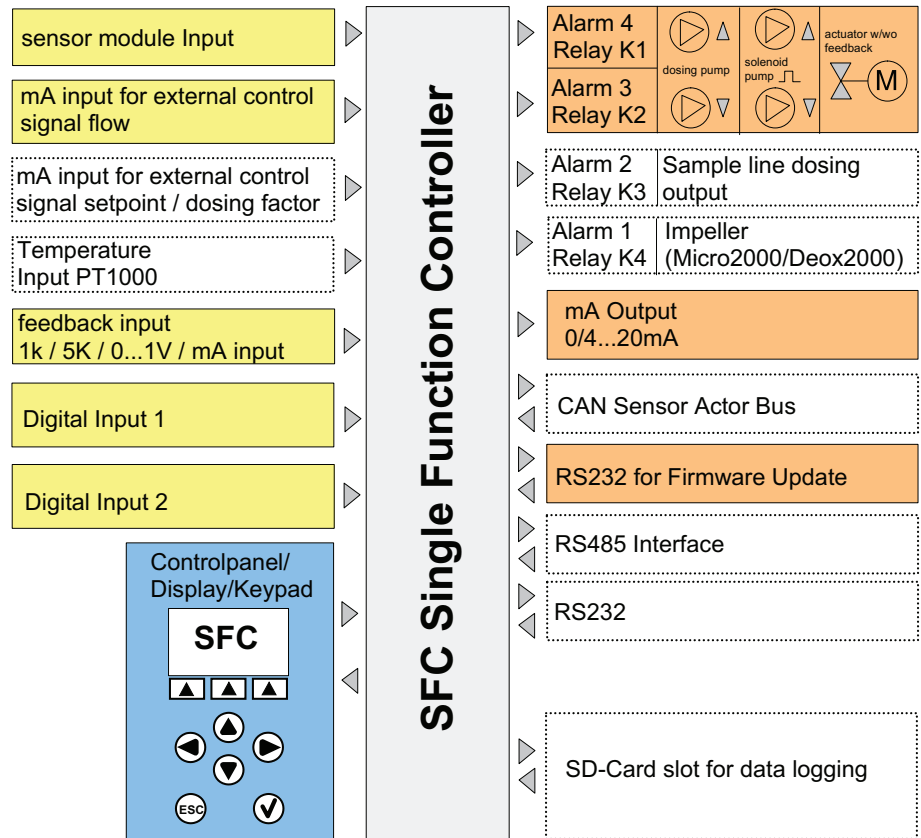 sensor module Input
mA input for external control
signal flow
mA input for external control
signal setpoint / dosing factor
Temperature
Input PT1000
feedback input
1k / 5K / 0...1V / mA input
Digital Input 1
Digital Input 2
Controlpanel/
Display/Keypad
SFC
ESC
SFC Single Function Controller
Alarm 4
Relay K1
Alarm 3
Relay K2
dosing pump
solenoid
pump
actuator w/wo
feedback
M
Alarm 2
Relay K3
Sample line dosing
output
Alarm 1
Relay K4
Impeller
(Micro2000/Deox2000)
mA Output
0/4...20mA
CAN Sensor Actor Bus
RS232 for Firmware Update
RS485 Interface
RS232
SD-Card slot for data logging